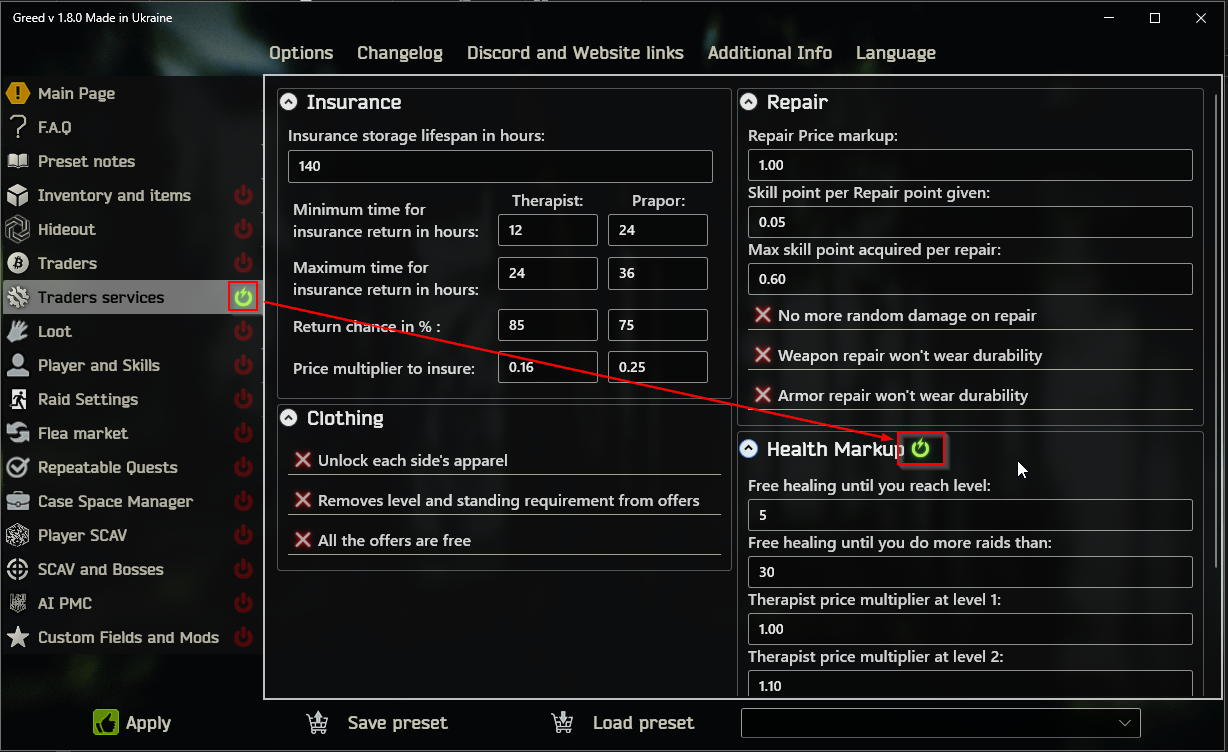 Greed v 1.8.0 Made in Ukraine
Options Changelog Discord and Website links Additional Info Language
Main Page
F.A.Q
Preset notes
Inventory and items
Hideout
Traders
Traders services
Loot
Player and Skills
Raid Settings
Flea market
Repeatable Quests
Case Space Manager
Player SCAV
SCAV and Bosses
AI PMC
Custom Fields and Mods
Insurance
Insurance storage lifespan in hours:
140
Therapist: Prapor:
Minimum time for
insurance return in hours: 12 24
Maximum time for
insurance return in hours: 24 36
Return chance in % : 85 75
Price multiplier to insure: 0.16 0.25
Clothing
Unlock each side's apparel
Removes level and standing requirement from offers
All the offers are free
Repair
Repair Price markup:
1.00
Skill point per Repair point given:
0.05
Max skill point acquired per repair:
0.60
No more random damage on repair
Weapon repair won't wear durability
Armor repair won't wear durability
Health Markup
Free healing until you reach level:
5
Free healing until you do more raids than:
30
Therapist price multiplier at level 1:
1.00
Therapist price multiplier at level 2:
1.10
Apply Save preset Load preset